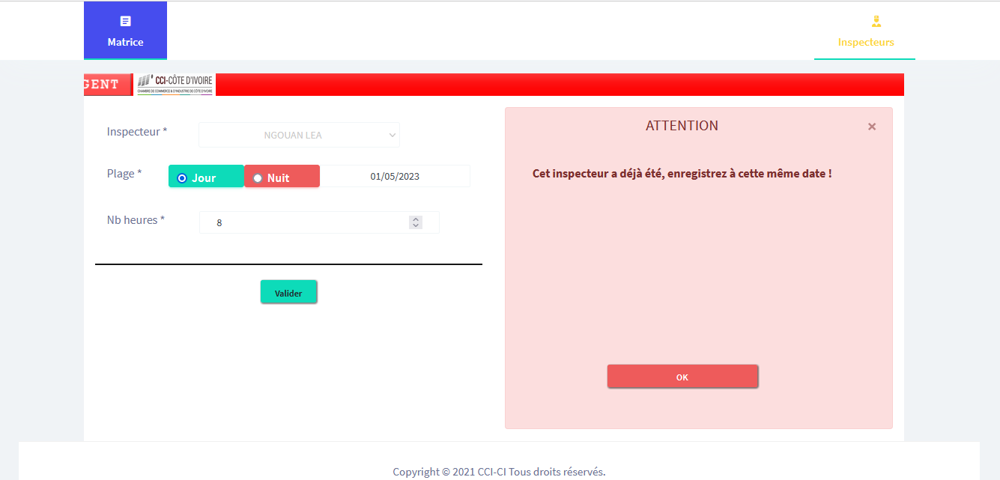 Matrice
Inspecteurs
GENT
CCI-CÔTE D'IVOIRE
CHAMBRE DE COMMERCE & D'INDUSTRIE DE CÔTE D'IVOIRE
Inspecteur *
NGOUAN LEA
Plage *
Jour
Nuit
01/05/2023
Nb heures *
8
Valider
ATTENTION
×
Cet inspecteur a déjà été, enregistrez à cette même date !
OK
Copyright © 2021 CCI-CI Tous droits réservés.